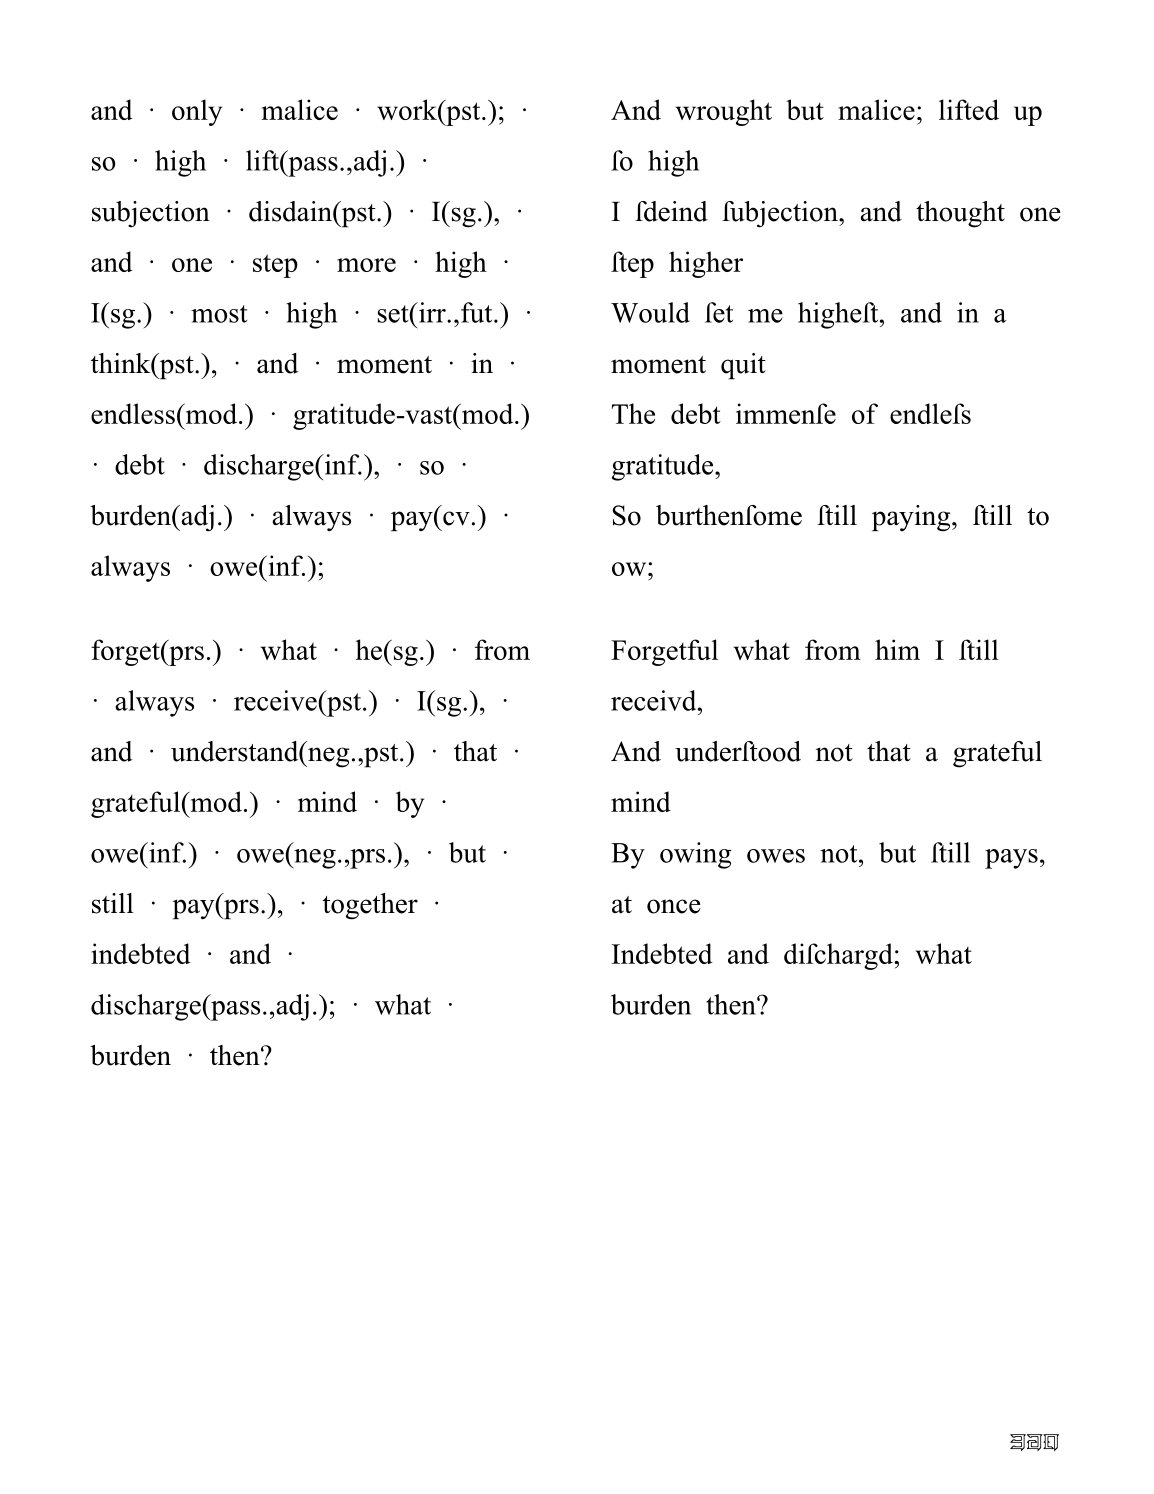 and · only · malice · work(pst.); ·
so · high · lift(pass.,adj.) ·
subjection · disdain(pst.) · I(sg.), ·
and · one · step · more · high ·
I(sg.) · most · high · set(irr.,fut.) ·
think(pst.), · and · moment · in ·
endless(mod.) · gratitude-vast(mod.)
· debt · discharge(inf.), · so ·
burden(adj.) · always · pay(cv.) ·
always · owe(inf.);
forget(prs.) · what · he(sg.) · from
· always · receive(pst.) · I(sg.), ·
and · understand(neg.,pst.) · that ·
grateful(mod.) · mind · by ·
owe(inf.) · owe(neg.,prs.), · but ·
still · pay(prs.), · together ·
indebted · and ·
discharge(pass.,adj.); · what ·
burden · then?
And wrought but malice; lifted up
ſo high
I ſdeind ſubjection, and thought one
ſtep higher
Would ſet me higheſt, and in a
moment quit
The debt immenſe of endleſs
gratitude,
So burthenſome ſtill paying, ſtill to
ow;
Forgetful what from him I ſtill
receivd,
And underſtood not that a grateful
mind
By owing owes not, but ſtill pays,
at once
Indebted and diſchargd; what
burden then?